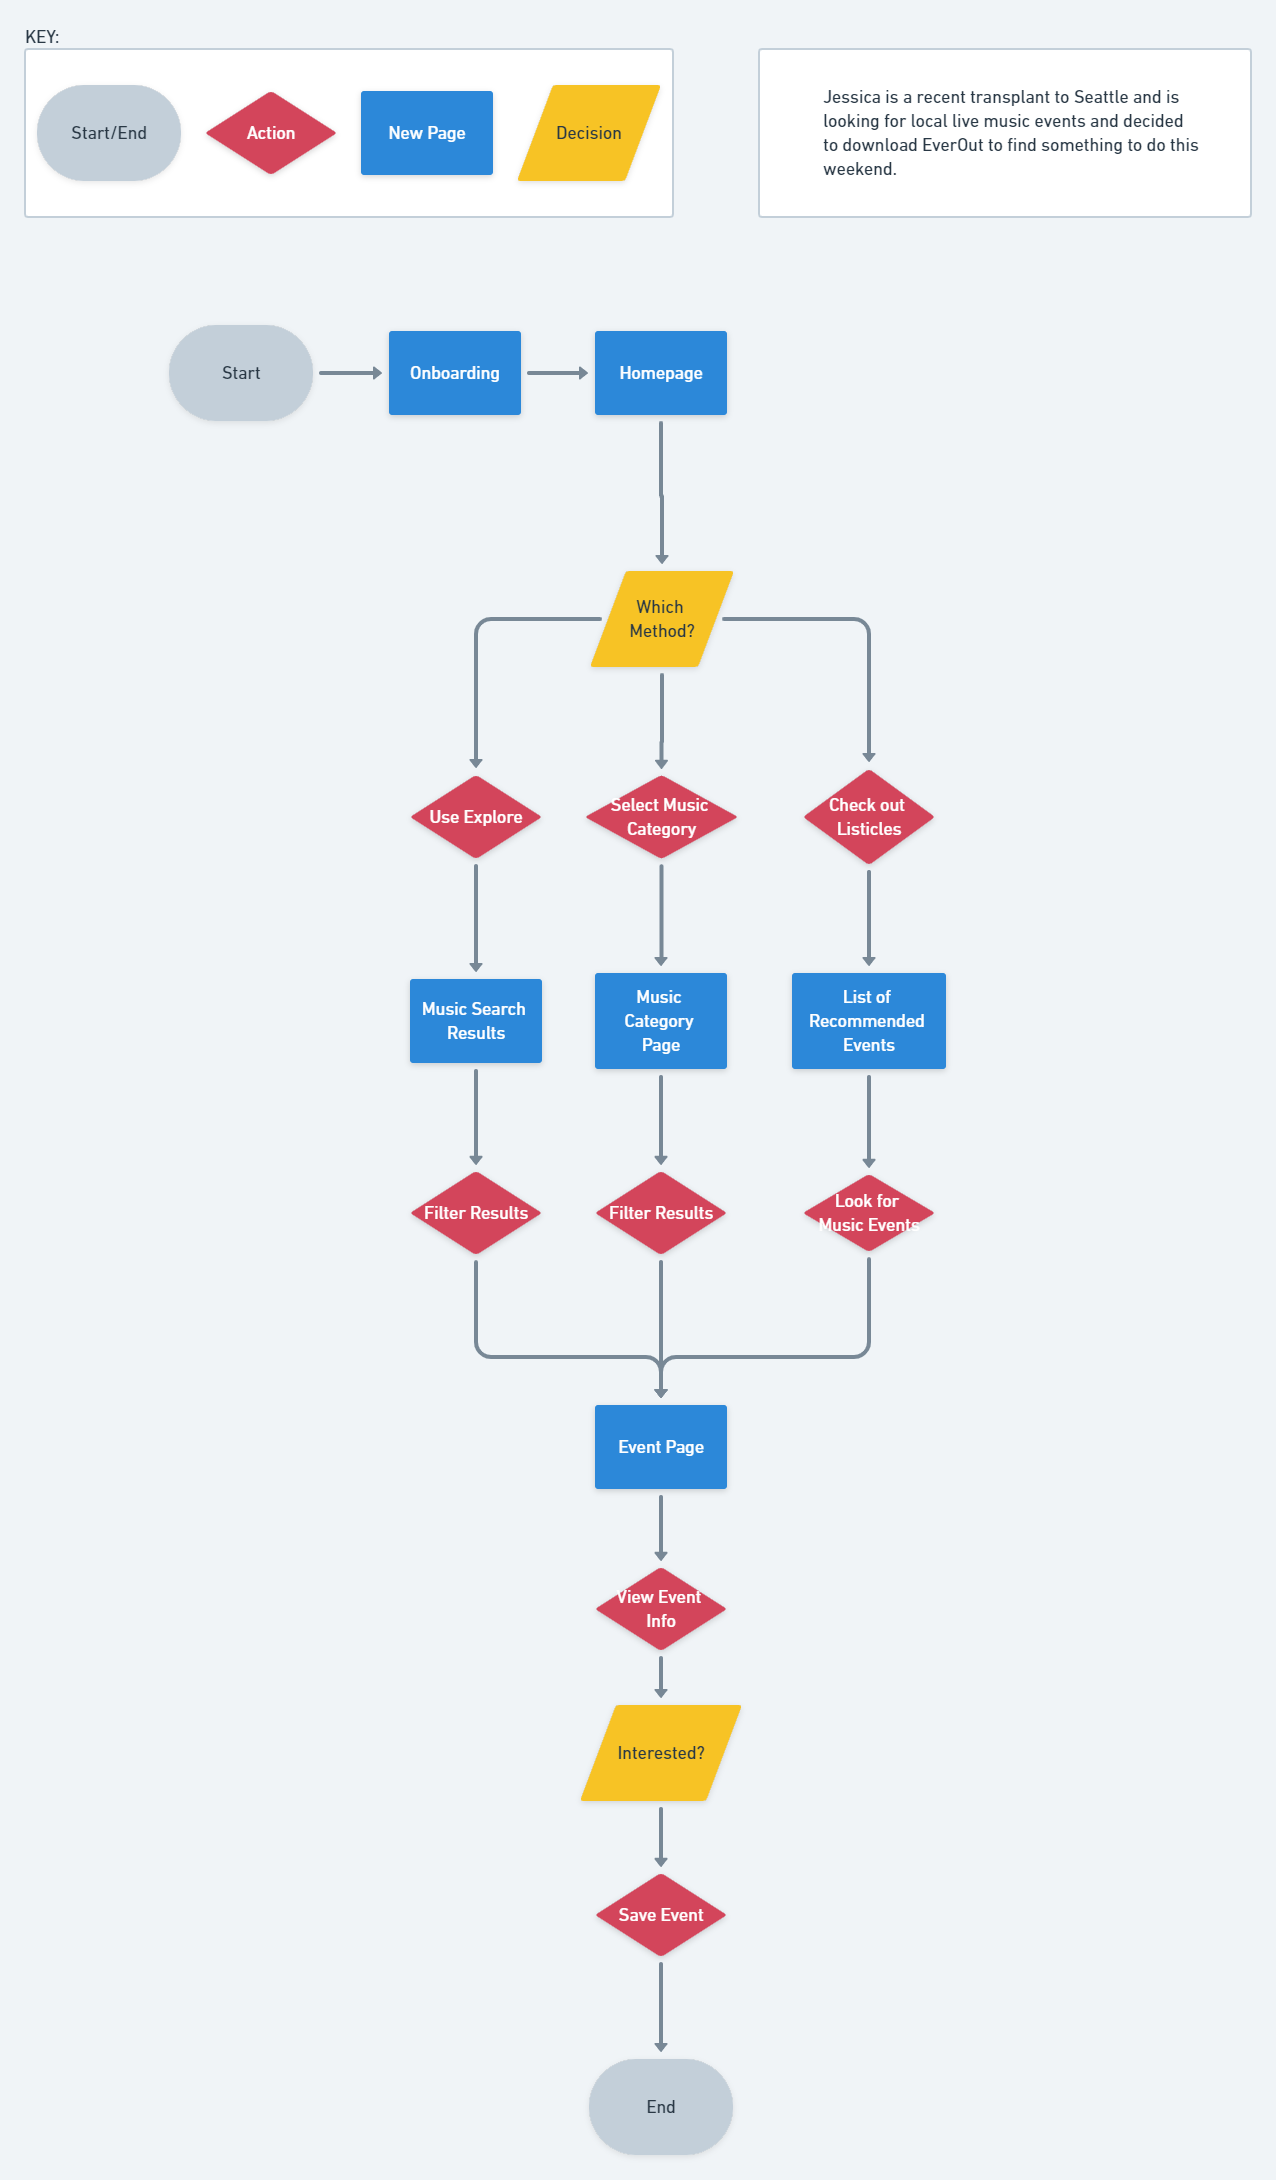 KEY:
Start/End
Action
New Page
Decision
Jessica is a recent transplant to Seattle and is
looking for local live music events and decided
to download EverOut to find something to do this
weekend.
Start
Onboarding
Homepage
Which
Method?
Use Explore
Select Music
Category
Check out
Listicles
Music Search
Results
Music
Category
Page
List of
Recommended
Events
Filter Results
Filter Results
Look for
Music Events
Event Page
View Event
Info
Interested?
Save Event
End